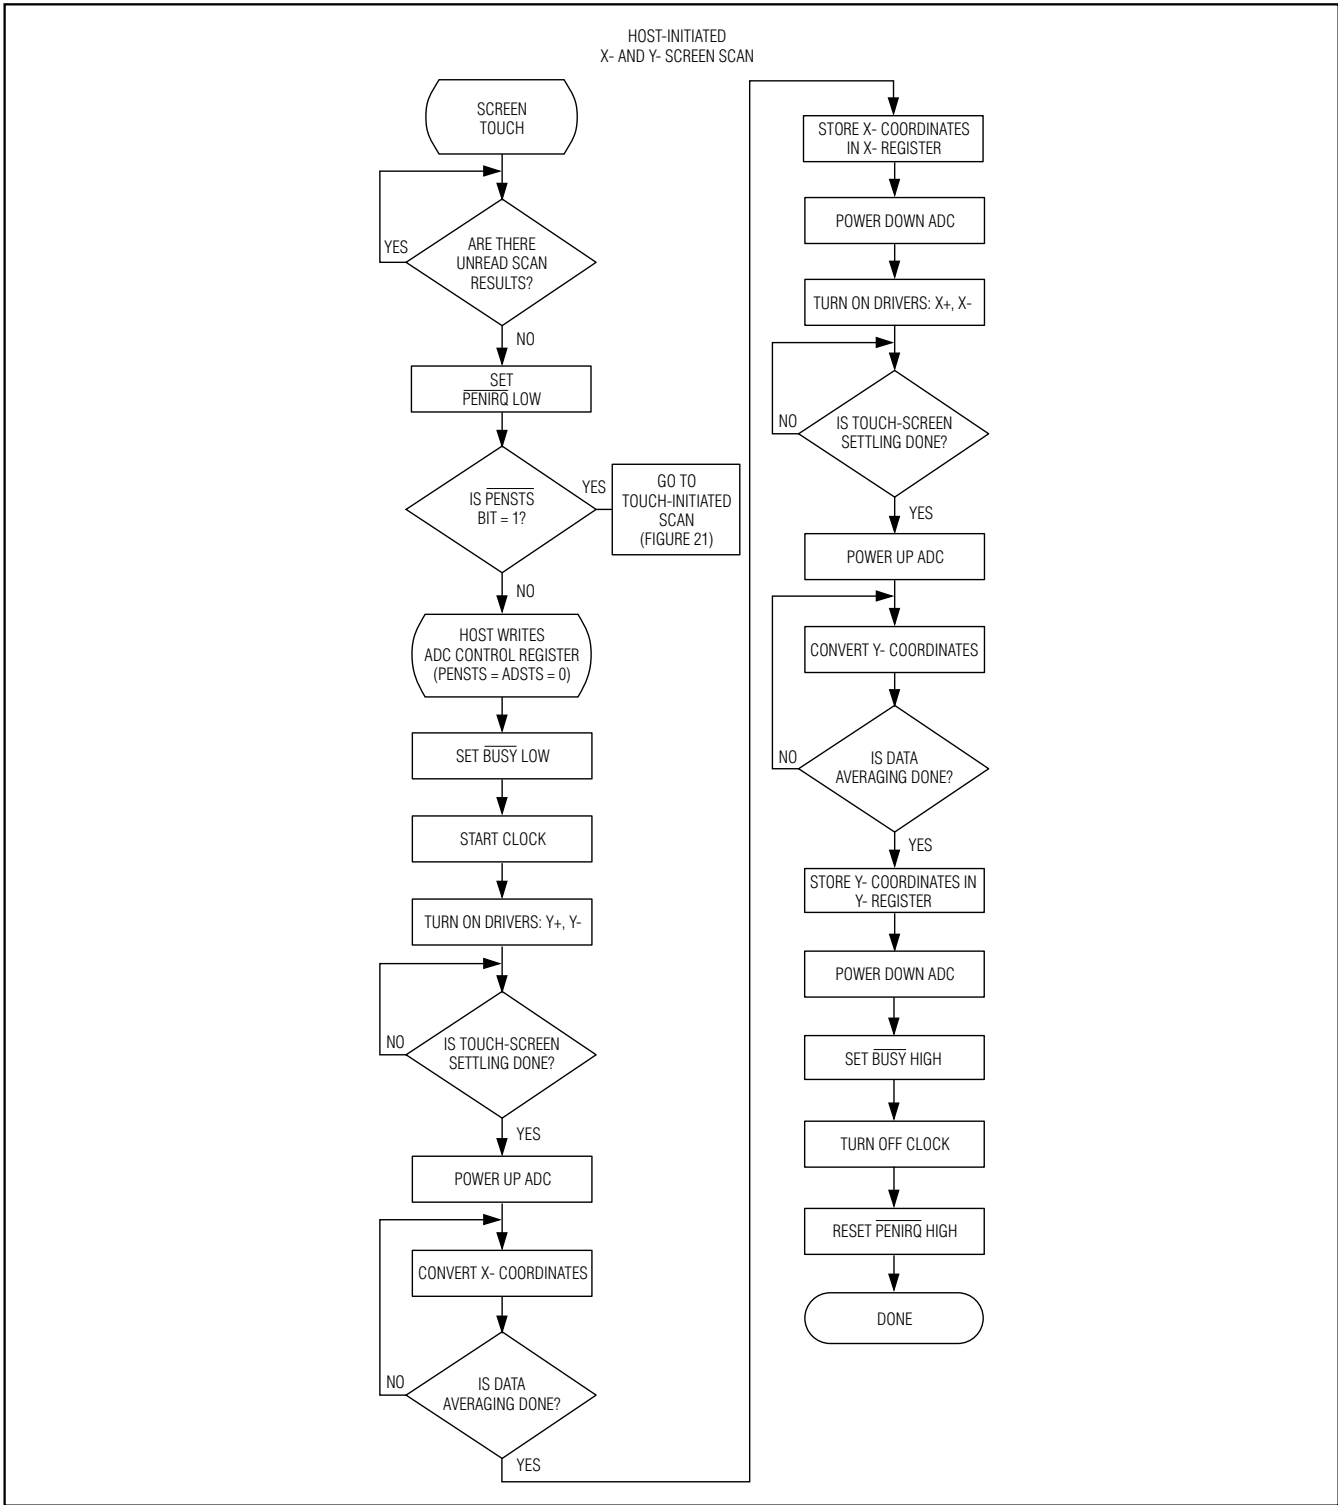 HOST-INITIATED
X- AND Y- SCREEN SCAN
SCREEN
TOUCH
YES
ARE THERE
UNREAD SCAN
RESULTS?
NO
SET
PENIRQ LOW
IS PENSTS
BIT = 1?
YES
GO TO
TOUCH-INITIATED
SCAN
(FIGURE 21)
NO
HOST WRITES
ADC CONTROL REGISTER
(PENSTS = ADSTS = 0)
SET BUSY LOW
START CLOCK
TURN ON DRIVERS: Y+, Y-
NO
IS TOUCH-SCREEN
SETTLING DONE?
YES
POWER UP ADC
CONVERT X- COORDINATES
NO
IS DATA
AVERAGING DONE?
YES
STORE X- COORDINATES
IN X- REGISTER
POWER DOWN ADC
TURN ON DRIVERS: X+, X-
NO
IS TOUCH-SCREEN
SETTLING DONE?
YES
POWER UP ADC
CONVERT Y- COORDINATES
NO
IS DATA
AVERAGING DONE?
YES
STORE Y- COORDINATES IN
Y- REGISTER
POWER DOWN ADC
SET BUSY HIGH
TURN OFF CLOCK
RESET PENIRQ HIGH
DONE